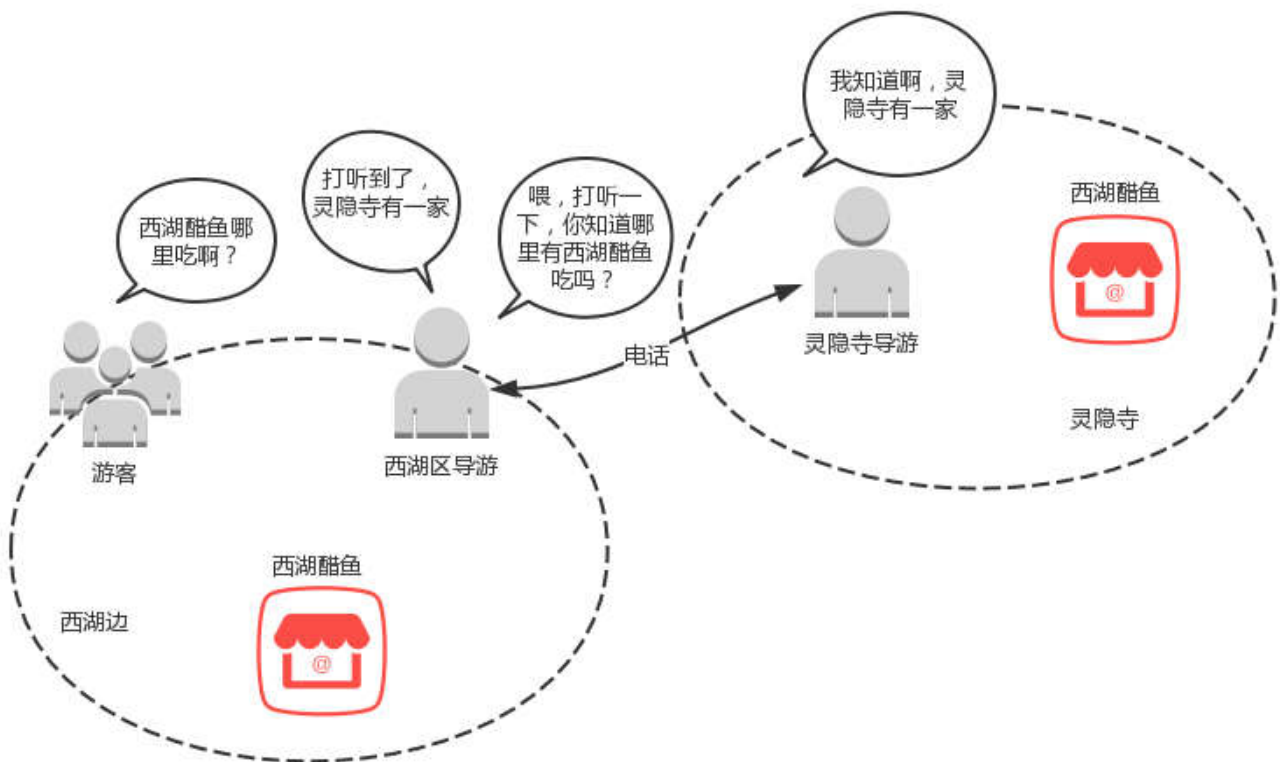 我知道啊，灵
隐寺有一家
西湖醋鱼哪
里吃啊？
打听到了，
灵隐寺有一家
喂，打听一
下，你知道哪
里有西湖醋鱼
吃吗？
西湖醋鱼
@
灵隐寺导游
电话
灵隐寺
游客
西湖区导游
西湖醋鱼
西湖边
@